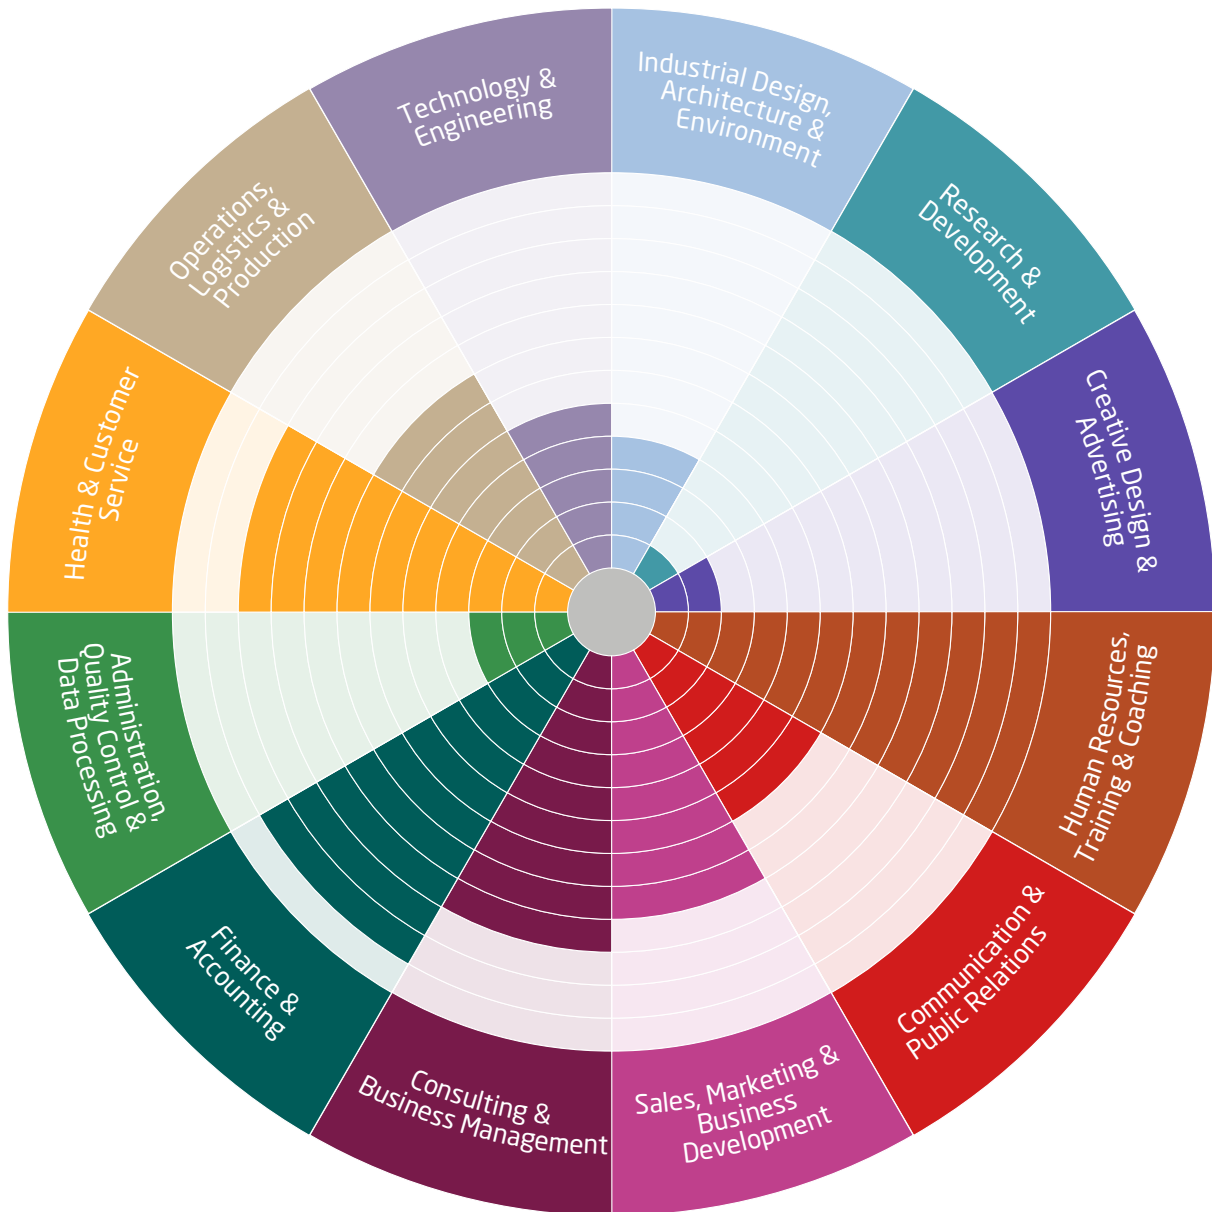 Industrial Design,
Architecture &
Environment
Research &
Development
Creative Design &
Advertising
Human Resources,
Training & Coaching
Communication &
Public Relations
Sales, Marketing &
Business
Development
Consulting &
Business Management
Finance &
Accounting
Administration,
Quality Control &
Data Processing
Health & Customer
Service
Operations,
Logistics &
Production
Technology &
Engineering